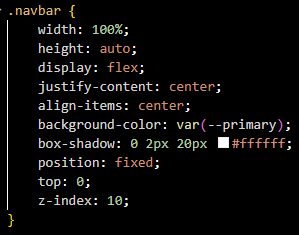 .navbar {
width: 100%;
height: auto;
display: flex;
justify-content: center;
align-items: center;
background-color: var(--primary);
box-shadow: 0 2px 20px #ffffff;
position: fixed;
top: 0;
z-index: 10;
}